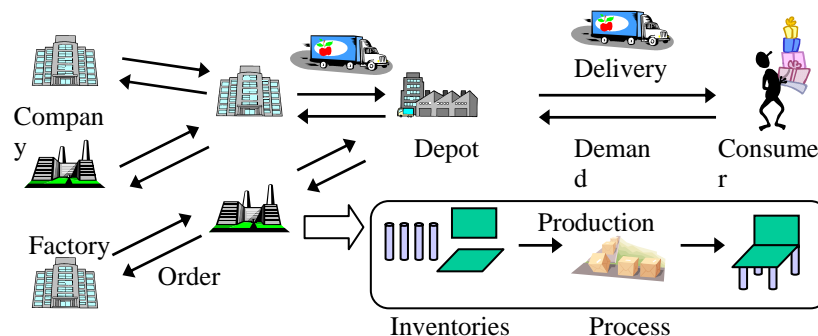 Delivery
Compan
y
Depot
Deman
d
Consume
r
Factory
Production
Order
Inventories
Process